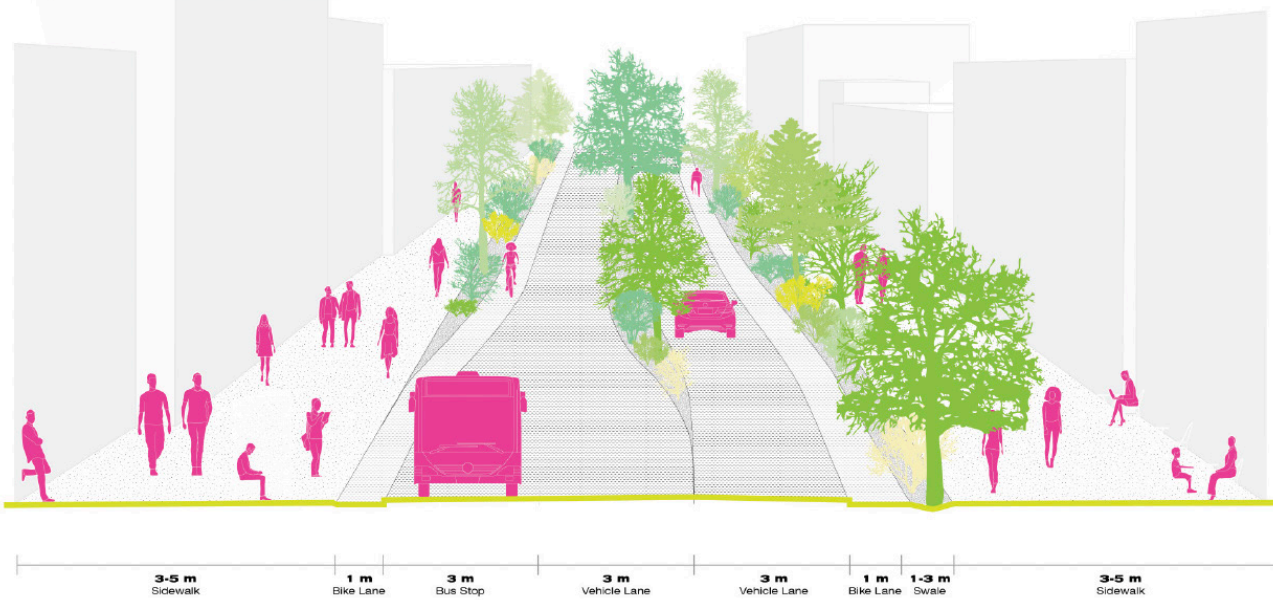 3-5 m
Sidewalk
1 m
Bike Lane
3 m
Bus Stop
3 m
Vehicle Lane
3 m
Vehicle Lane
1 m
Bike Lane
1-3 m
Swale
3-5 m
Sidewalk